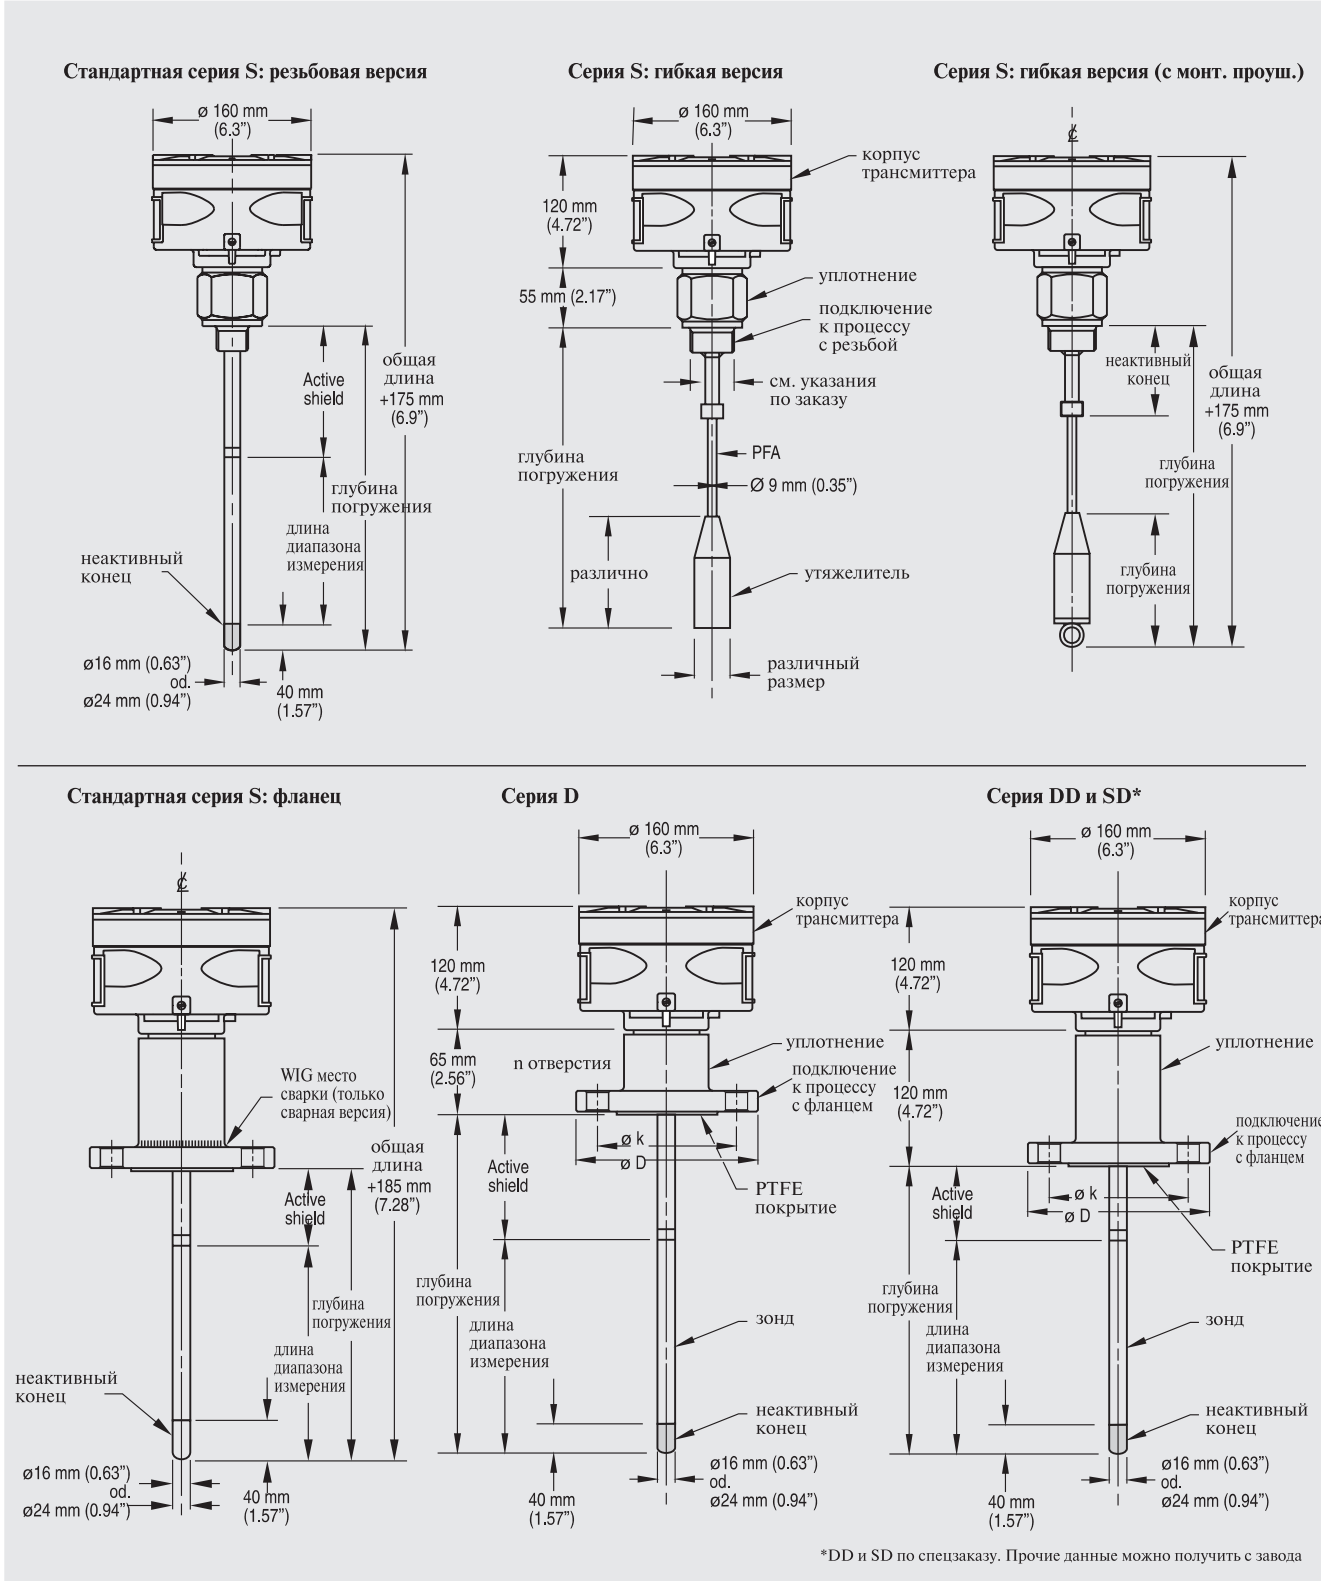 Стандартная серия S: резьбовая версия
ø 160 mm
(6.3”)
Active
shield
общая
длина
+175 mm
(6.9”)
глубина
погружения
длина
диапазона
измерения
неактивный
конец
ø16 mm (0.63”)
od.
ø24 mm (0.94”)
40 mm
(1.57”)
Серия S: гибкая версия
ø 160 mm
(6.3”)
корпус
трансмиттера
120 mm
(4.72”)
уплотнение
55 mm (2.17”)
подключение
к процессу
с резьбой
см. указания
по заказу
глубина
погружения
PFA
Ø 9 mm (0.35”)
различно
утяжелитель
различный
размер
Серия S: гибкая версия (с монт. проуш.)
неактивный
конец
общая
длина
+175 mm
(6.9”)
глубина
погружения
глубина
погружения
Стандартная серия S: фланец
WIG место
сварки (только
сварная версия)
общая
длина
+185 mm
(7.28”)
Active
shield
глубина
погружения
длина
диапазона
измерения
неактивный
конец
ø16 mm (0.63”)
od.
ø24 mm (0.94”)
40 mm
(1.57”)
Серия D
ø 160 mm
(6.3”)
корпус
трансмиттера
120 mm
(4.72”)
65 mm
(2.56”)
n отверстия
уплотнение
подключение
к процессу
с фланцем
ø k
ø D
Active
shield
PTFE
покрытие
глубина
погружения
длина
диапазона
измерения
зонд
неактивный
конец
ø16 mm (0.63”)
od.
ø24 mm (0.94”)
40 mm
(1.57”)
Серия DD и SD*
ø 160 mm
(6.3”)
корпус
трансмиттера
120 mm
(4.72”)
уплотнение
120 mm
(4.72”)
подключение
к процессу
с фланцем
Active
shield
ø k
ø D
PTFE
покрытие
глубина
погружения
длина
диапазона
измерения
зонд
неактивный
конец
ø16 mm (0.63”)
od.
ø24 mm (0.94”)
40 mm
(1.57”)
*DD и SD по спецзаказу. Прочие данные можно получить с завода